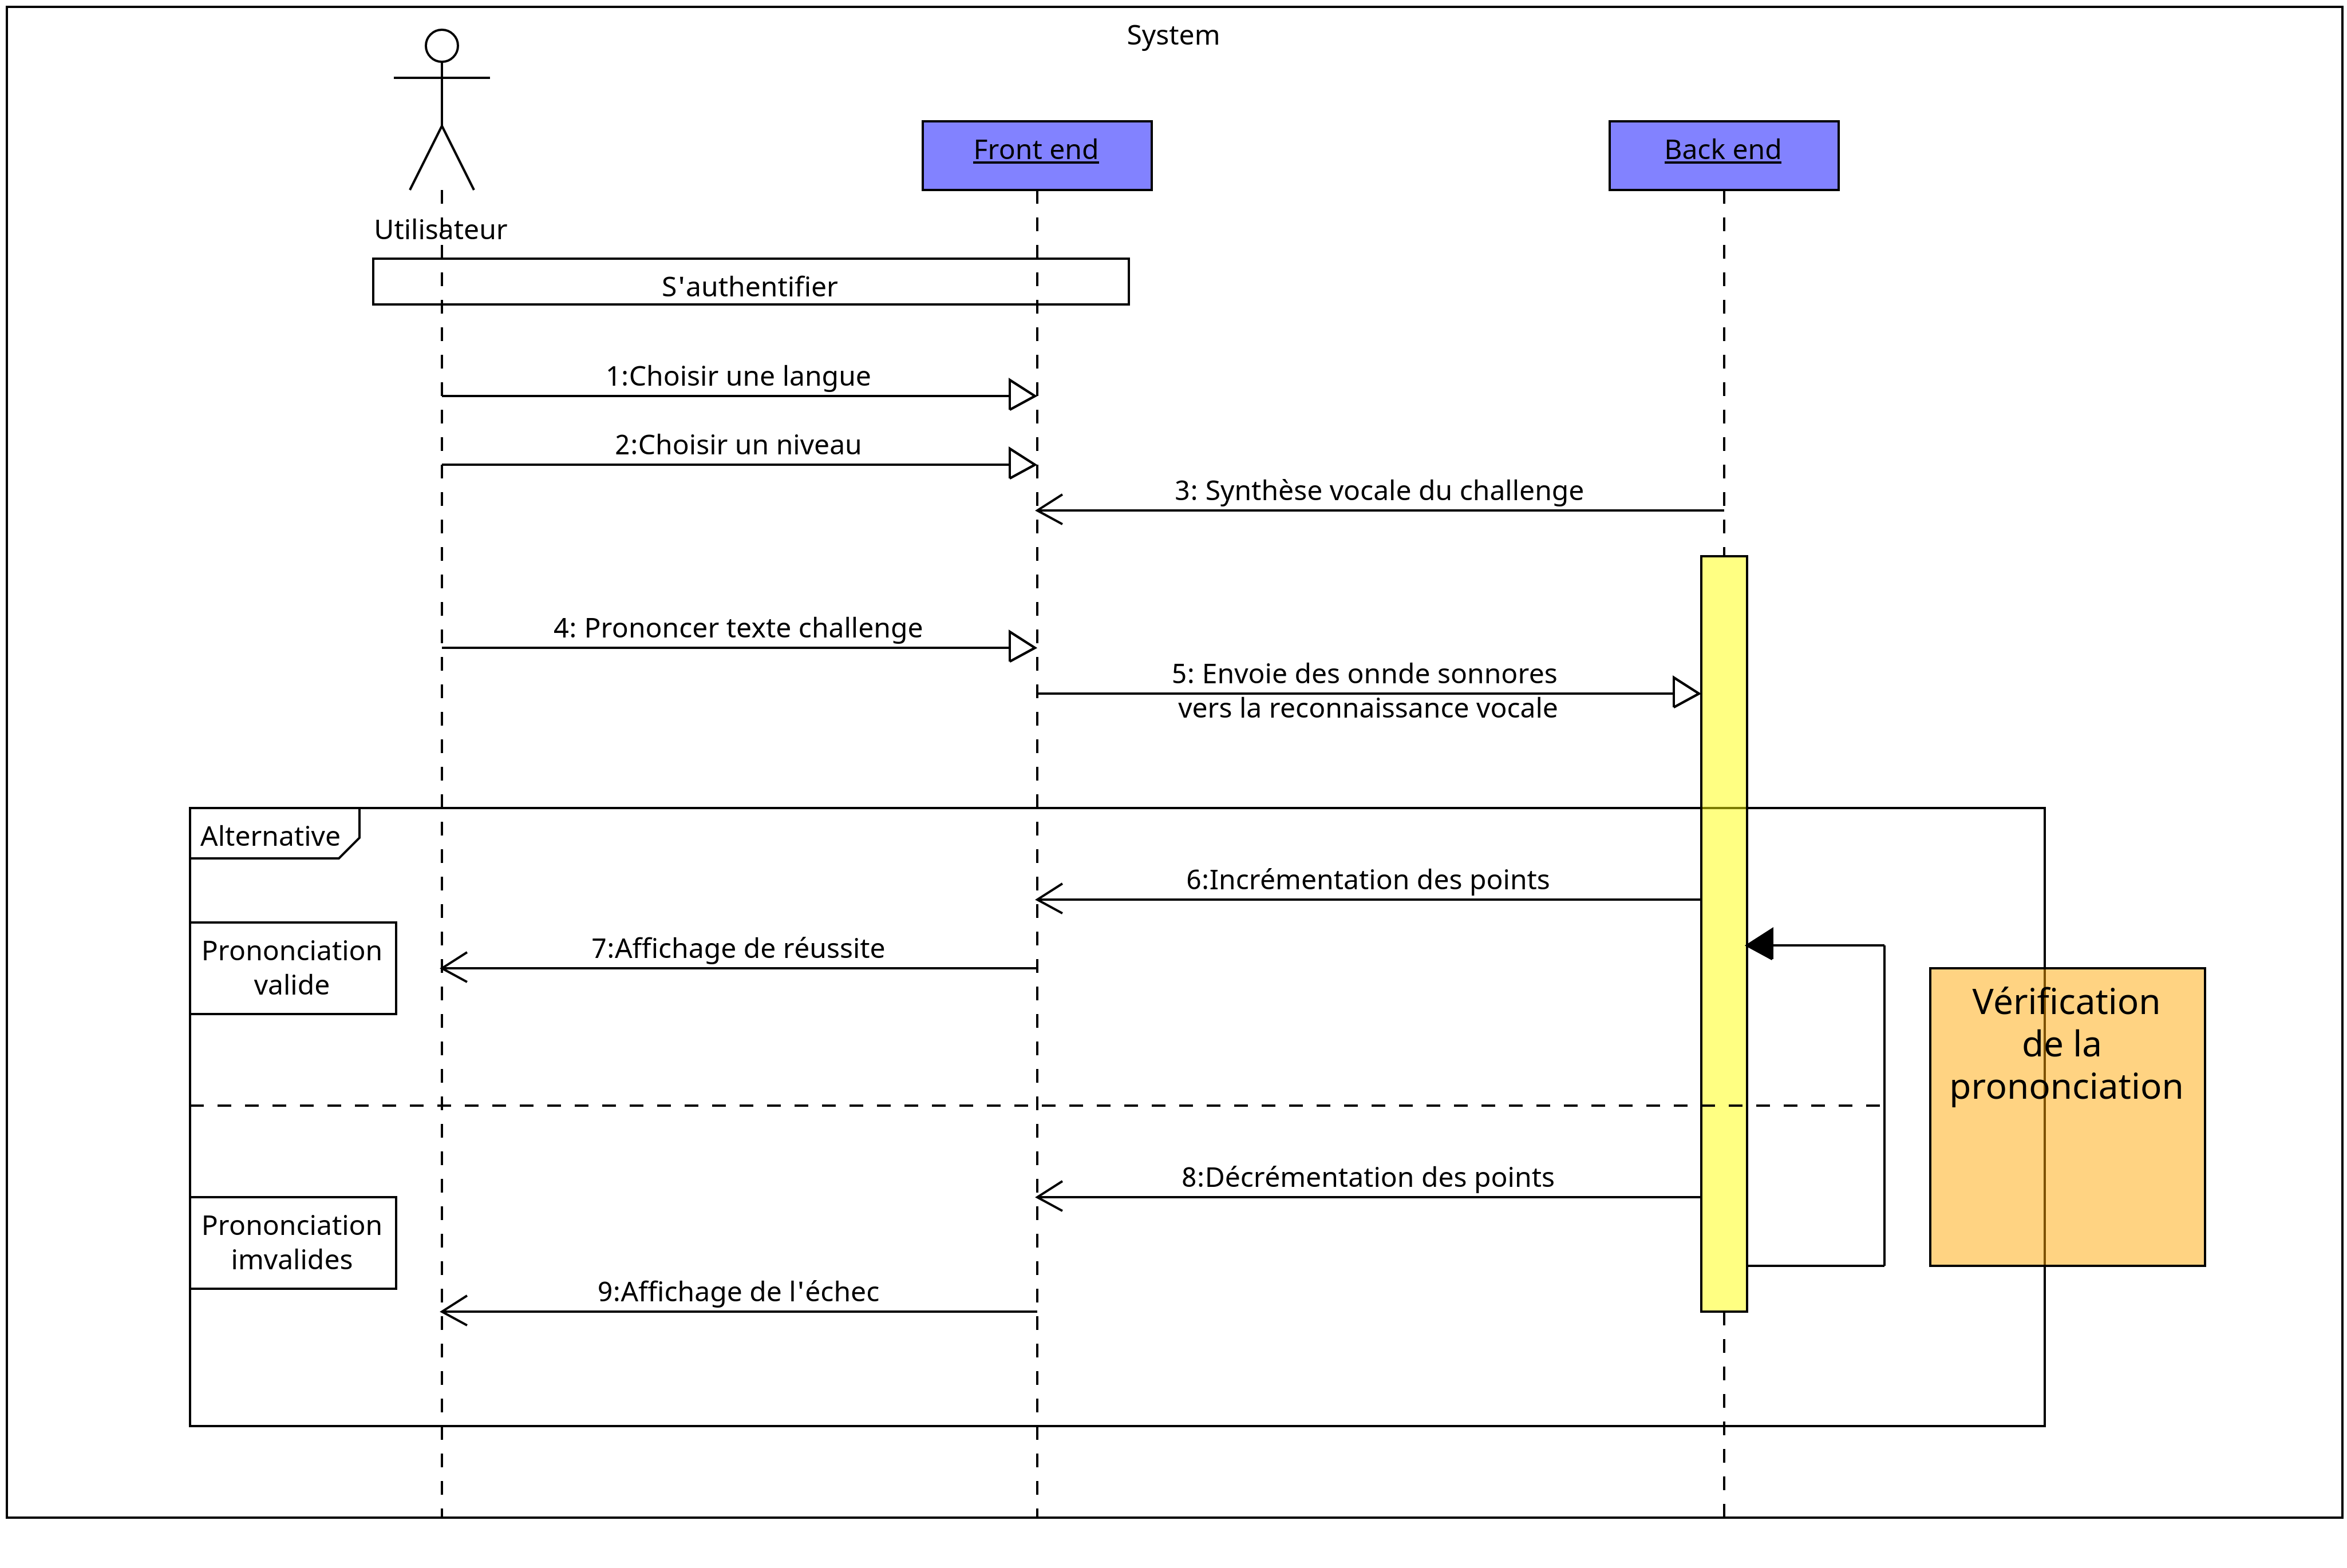 System
Front end
Back end
Utilisateur
S'authentifier
1:Choisir une langue
2:Choisir un niveau
3: Synthèse vocale du challenge
4: Prononcer texte challenge
5: Envoie des onnde sonnores
vers la reconnaissance vocale
Alternative
6:Incrémentation des points
Prononciation
valide
7:Affichage de réussite
Vérification
de la
prononciation
8:Décrémentation des points
Prononciation
imvalides
9:Affichage de l'échec